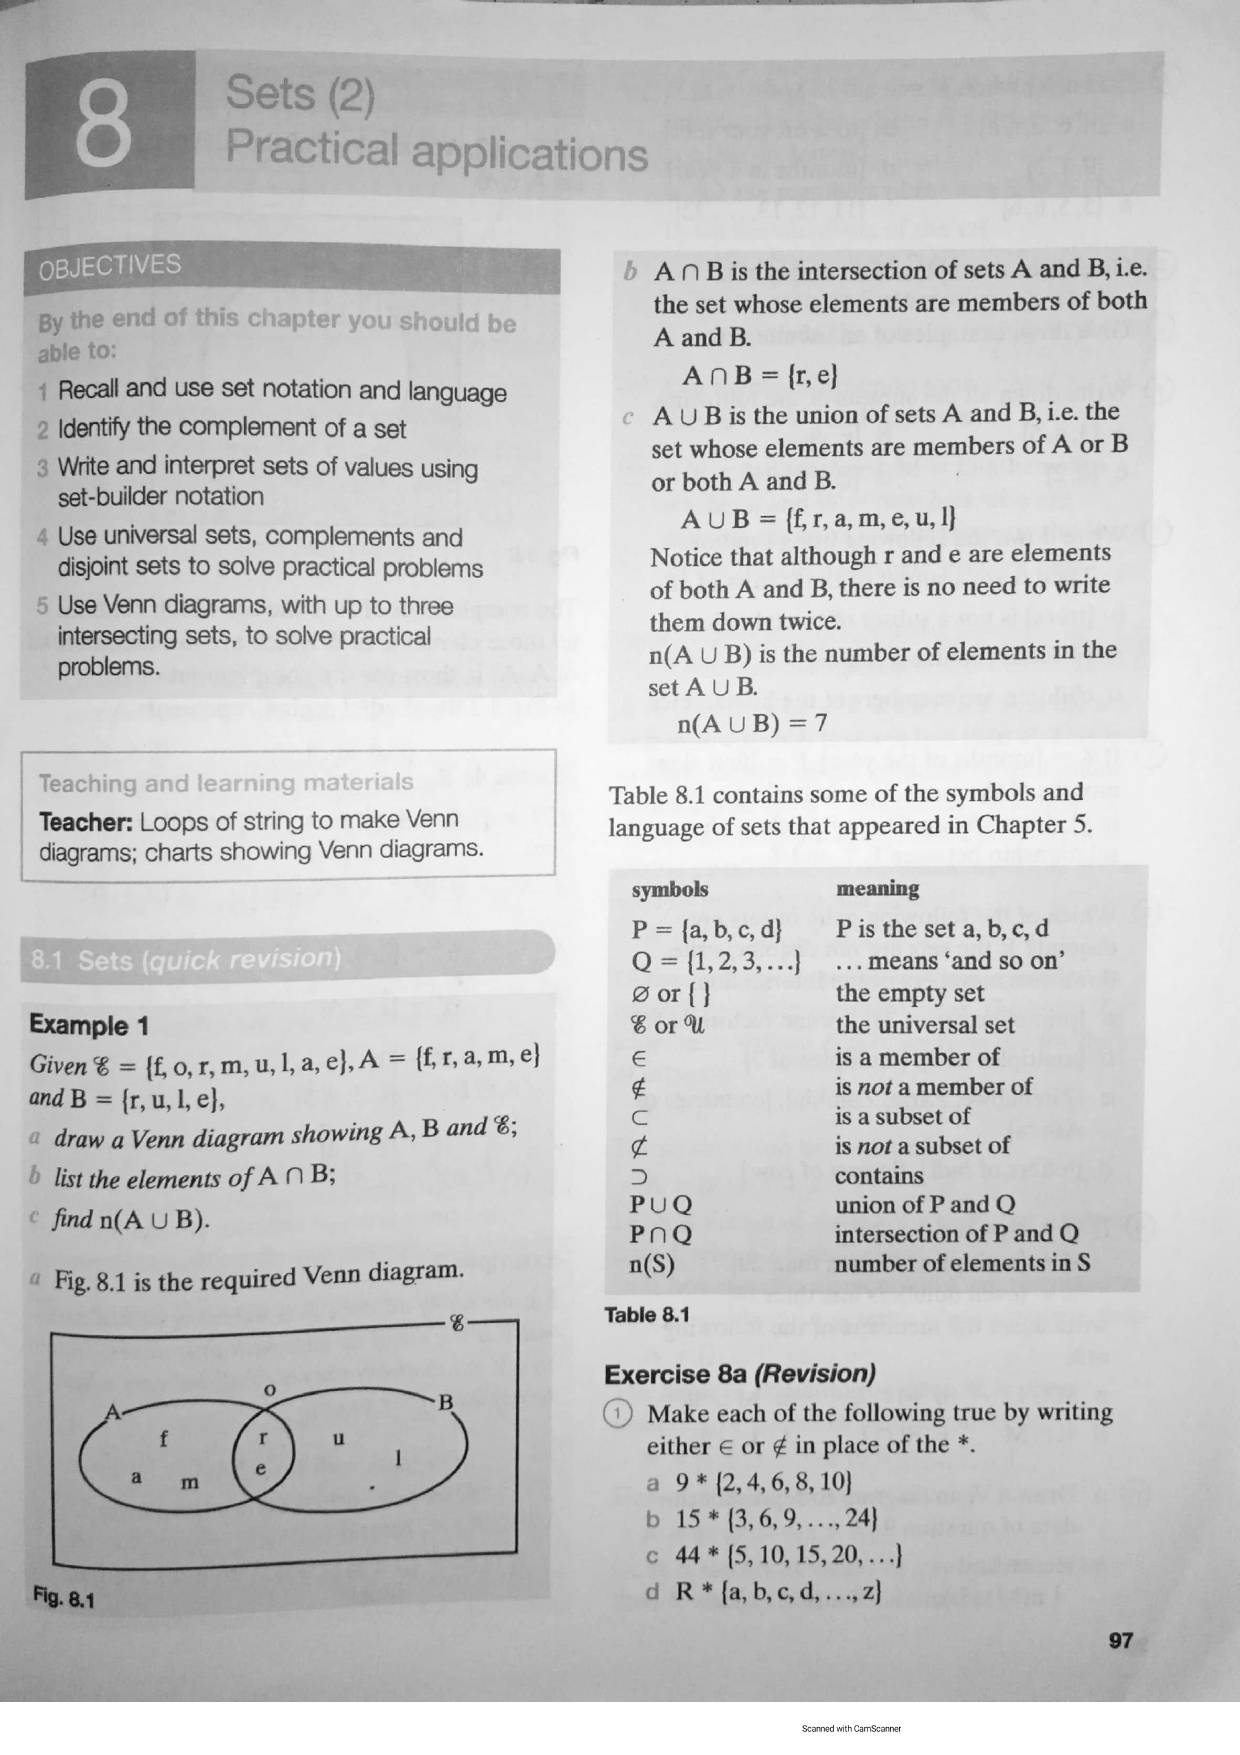 8
Sets (2)
Practical applications
OBJECTIVES
By the end of this chapter you should be
able to:
1 Recall and use set notation and language
2 Identify the complement of a set
3 Write and interpret sets of values using
set-builder notation
4 Use universal sets, complements and
disjoint sets to solve practical problems
5 Use Venn diagrams, with up to three
intersecting sets, to solve practical
problems.
Teaching and learning materials
Teacher: Loops of string to make Venn
diagrams; charts showing Venn diagrams.
8.1 Sets (quick revision)
Example 1
Given ℰ = {f, o, r, m, u, l, a, e}, A = {f, r, a, m, e}
and B = {r, u, l, e},
a draw a Venn diagram showing A, B and ℰ;
b list the elements of A ∩ B;
c find n(A ∪ B).
a Fig. 8.1 is the required Venn diagram.
ℰ
o
A
B
f
r
u
l
a
m
e
Fig. 8.1
b A ∩ B is the intersection of sets A and B, i.e.
the set whose elements are members of both
A and B.
A ∩ B = {r, e}
c A ∪ B is the union of sets A and B, i.e. the
set whose elements are members of A or B
or both A and B.
A ∪ B = {f, r, a, m, e, u, l}
Notice that although r and e are elements
of both A and B, there is no need to write
them down twice.
n(A ∪ B) is the number of elements in the
set A ∪ B.
n(A ∪ B) = 7
Table 8.1 contains some of the symbols and
language of sets that appeared in Chapter 5.
symbols meaning
P = {a, b, c, d} P is the set a, b, c, d
Q = {1, 2, 3, …} … means ‘and so on’
∅ or { } the empty set
ℰ or 𝒰 the universal set
∈ is a member of
∉ is not a member of
⊂ is a subset of
⊄ is not a subset of
⊃ contains
P ∪ Q union of P and Q
P ∩ Q intersection of P and Q
n(S) number of elements in S
Table 8.1
Exercise 8a (Revision)
1 Make each of the following true by writing
either ∈ or ∉ in place of the *.
a 9 * {2, 4, 6, 8, 10}
b 15 * {3, 6, 9, …, 24}
c 44 * {5, 10, 15, 20, …}
d R * {a, b, c, d, …, z}
97
Scanned with CamScanner